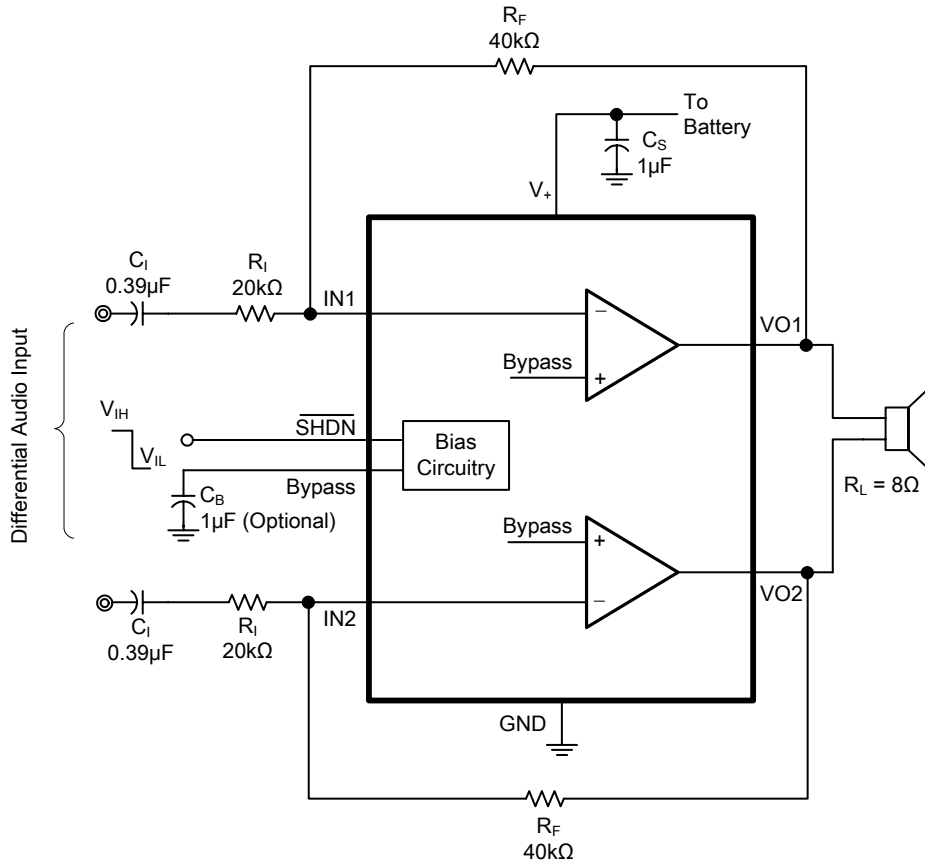 R_F
40kΩ
To
Battery
C_S
1µF
V_+
C_I
0.39µF
R_I
20kΩ
IN1
−
VO1
Bypass
+
Differential Audio Input
V_IH
V_IL
SHDN
Bias
Circuitry
Bypass
C_B
1µF (Optional)
R_L = 8Ω
Bypass
+
−
VO2
IN2
C_I
0.39µF
R_I
20kΩ
GND
R_F
40kΩ